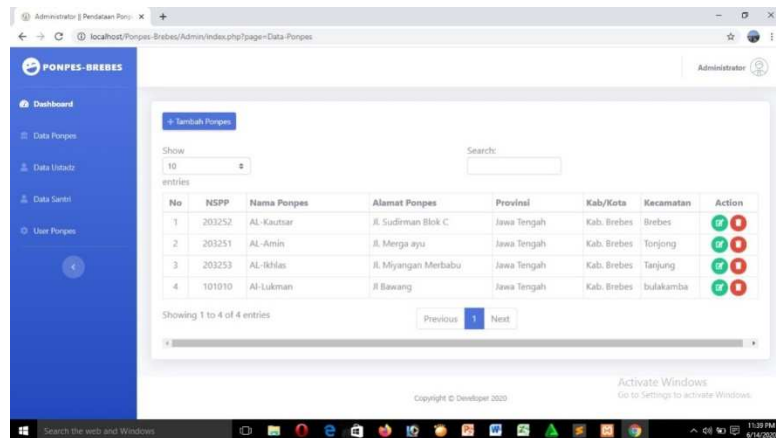 Administrator || Pendataan Ponp
localhost/Ponpes-Brebes/Admin/index.php?page=Data-Ponpes
PONPES-BREBES
Administrator
Dashboard
Data Ponpes
Data Ustadz
Data Santri
User Ponpes
+ Tambah Ponpes
Show
10
entries
Search:
No NSPP Nama Ponpes Alamat Ponpes Provinsi Kab/Kota Kecamatan Action
1 203252 AL-Kautsar Jl. Sudirman Blok C Jawa Tengah Kab. Brebes Brebes
2 203251 AL-Amin Jl. Merga ayu Jawa Tengah Kab. Brebes Tonjong
3 203253 AL-Ikhlas Jl. Miyangan Merbabu Jawa Tengah Kab. Brebes Tanjung
4 101010 Al-Lukman Jl Bawang Jawa Tengah Kab. Brebes bulakamba
Showing 1 to 4 of 4 entries
Previous 1 Next
Copyright © Developer 2020
Activate Windows
Go to Settings to activate Windows.
Search the web and Windows
11:39 PM
6/14/2020